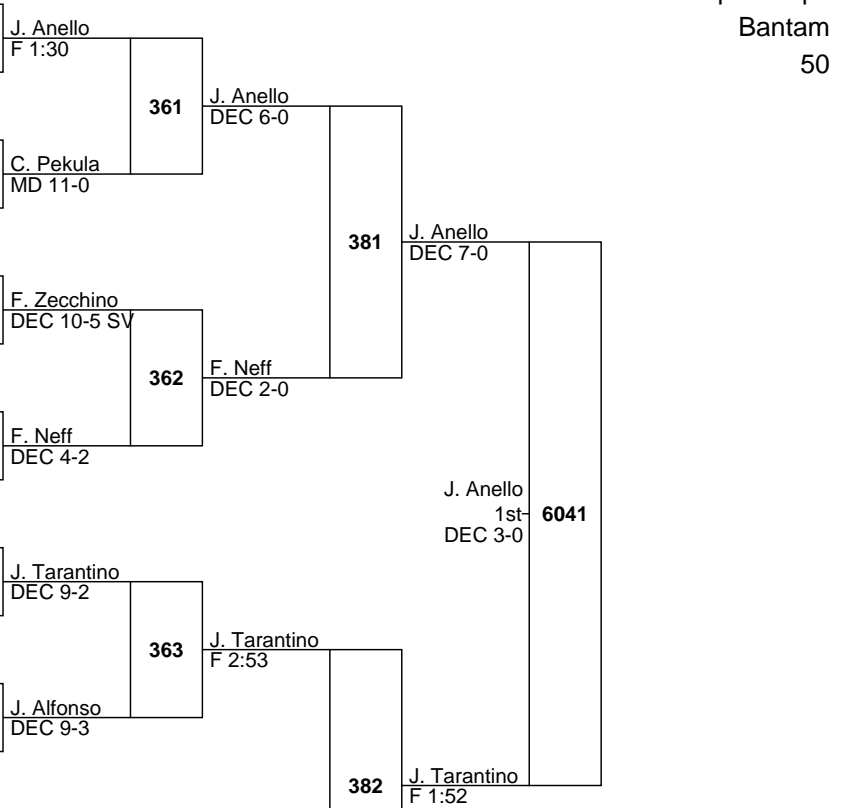 Bantam
50
J. Anello
F 1:30
361
J. Anello
DEC 6-0
C. Pekula
MD 11-0
381
J. Anello
DEC 7-0
F. Zecchino
DEC 10-5 SV
362
F. Neff
DEC 2-0
F. Neff
DEC 4-2
J. Anello
1st
DEC 3-0
6041
J. Tarantino
DEC 9-2
363
J. Tarantino
F 2:53
J. Alfonso
DEC 9-3
382
J. Tarantino
F 1:52